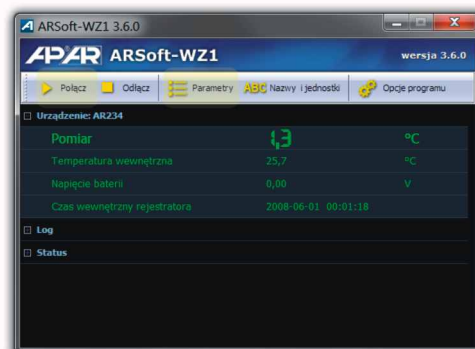 ARSoft-WZ1 3.6.0
APAR ARSoft-WZ1 wersja 3.6.0
Połącz Odłącz Parametry ABC Nazwy i jednostki Opcje programu
Urządzenie: AR234
Pomiar 1,3 °C
Temperatura wewnętrzna 25,7 °C
Napięcie baterii 0,00 V
Czas wewnętrzny rejestratora 2008-06-01 00:01:18
Log
Status